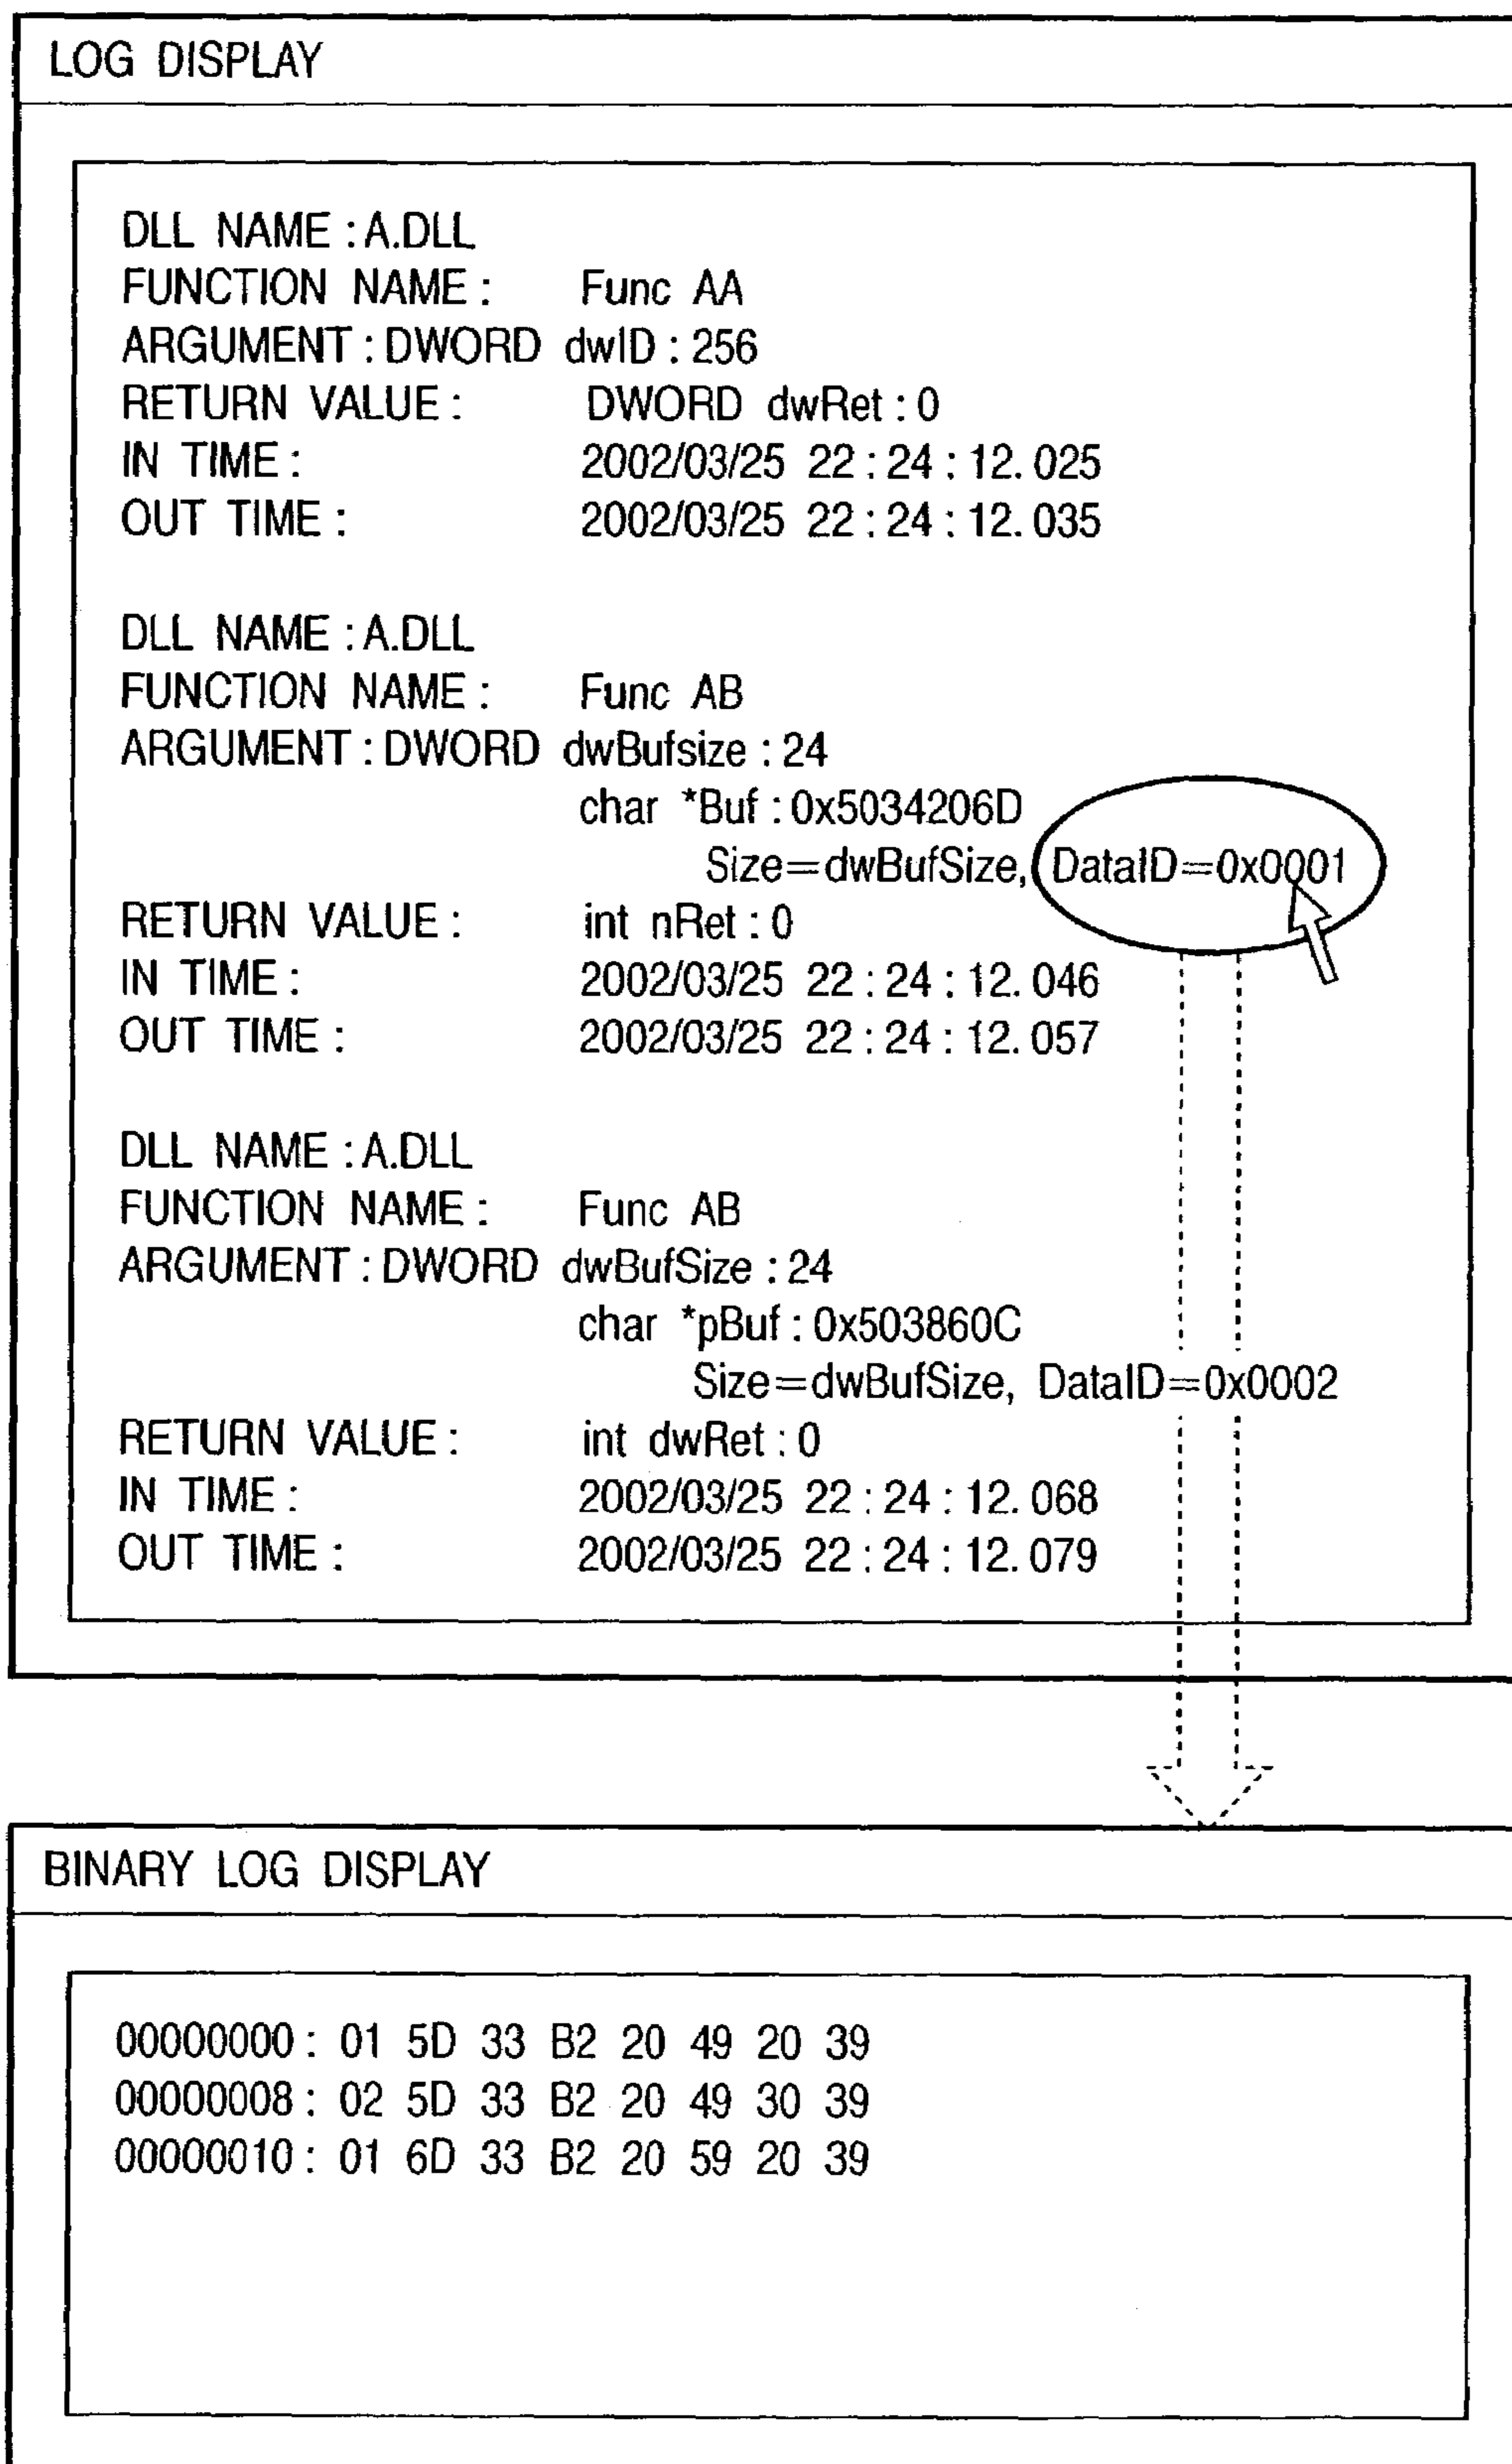 LOG DISPLAY
DLL NAME : A.DLL
FUNCTION NAME : Func AA
ARGUMENT : DWORD dwID : 256
RETURN VALUE : DWORD dwRet : 0
IN TIME : 2002/03/25 22 : 24 : 12. 025
OUT TIME : 2002/03/25 22 : 24 : 12. 035
DLL NAME : A.DLL
FUNCTION NAME : Func AB
ARGUMENT : DWORD dwBufsize : 24
char *Buf : 0x5034206D
Size=dwBufSize, DataID=0x0001
RETURN VALUE : int nRet : 0
IN TIME : 2002/03/25 22 : 24 : 12. 046
OUT TIME : 2002/03/25 22 : 24 : 12. 057
DLL NAME : A.DLL
FUNCTION NAME : Func AB
ARGUMENT : DWORD dwBufSize : 24
char *pBuf : 0x503860C
Size=dwBufSize, DataID=0x0002
RETURN VALUE : int dwRet : 0
IN TIME : 2002/03/25 22 : 24 : 12. 068
OUT TIME : 2002/03/25 22 : 24 : 12. 079
BINARY LOG DISPLAY
00000000 : 01 5D 33 B2 20 49 20 39
00000008 : 02 5D 33 B2 20 49 30 39
00000010 : 01 6D 33 B2 20 59 20 39